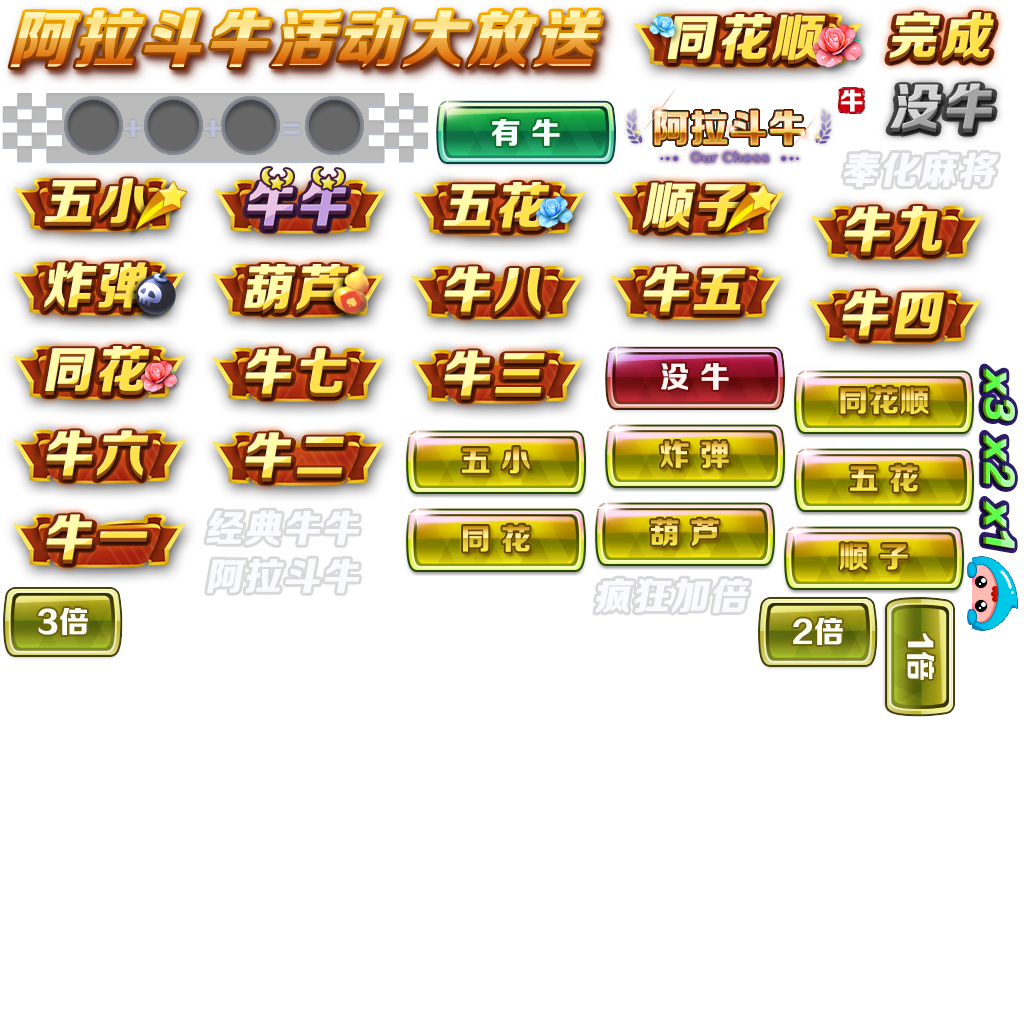 阿拉斗牛活动大放送
同花顺
完成
+ + =
有 牛
阿拉斗牛
Our Chess
牛
没牛
奉化麻将
五小
牛牛
五花
顺子
牛九
炸弹
葫芦
牛八
牛五
牛四
同花
牛七
牛三
没 牛
同花顺
x3
x2
x1
牛六
牛二
五 小
炸 弹
五 花
牛一
经典牛牛
阿拉斗牛
同 花
葫 芦
顺 子
疯狂加倍
3倍
2倍
1倍